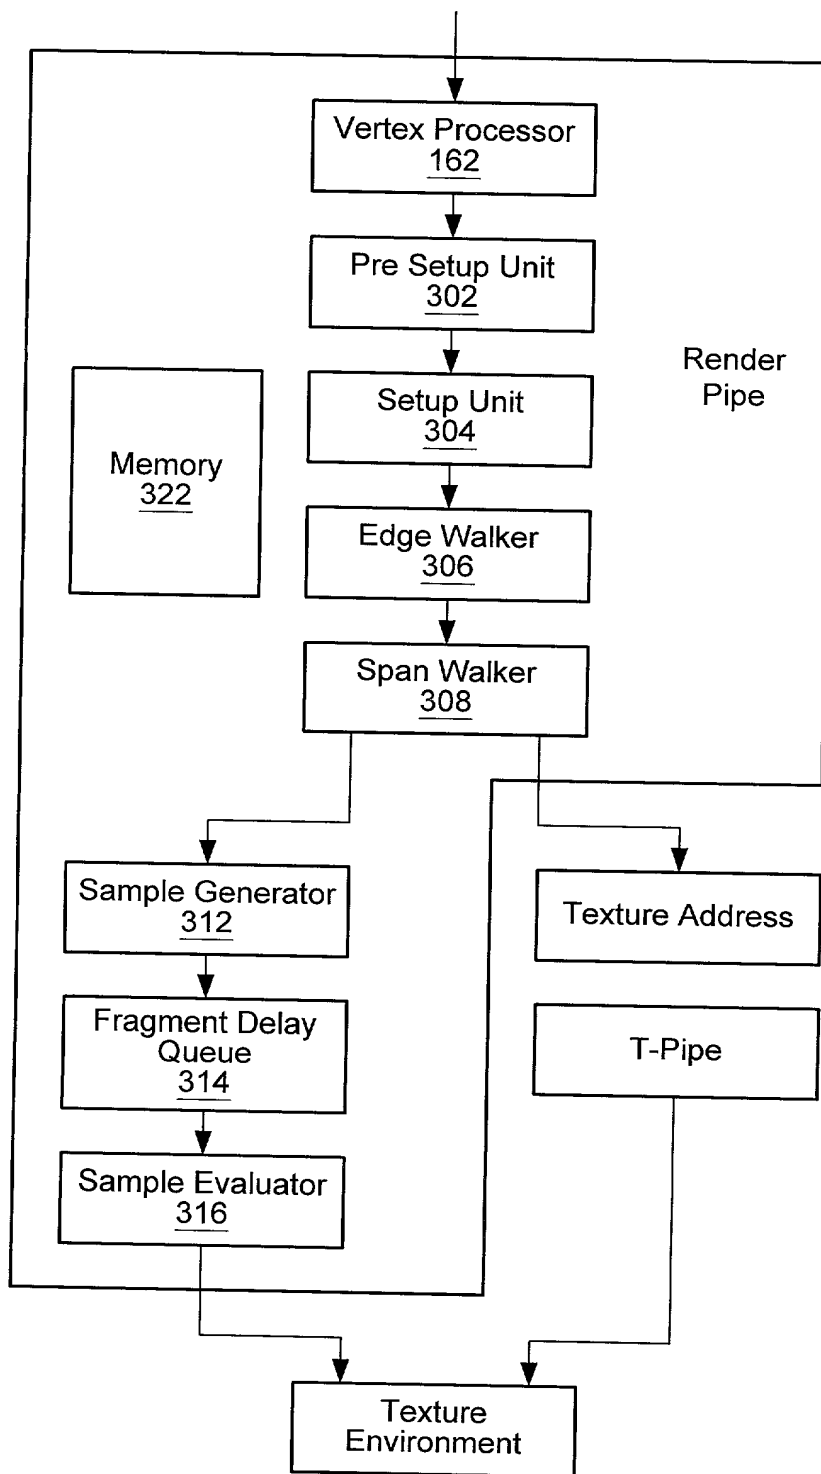 Vertex Processor
162
Pre Setup Unit
302
Render
Pipe
Setup Unit
304
Memory
322
Edge Walker
306
Span Walker
308
Sample Generator
312
Texture Address
Fragment Delay
Queue
314
T-Pipe
Sample Evaluator
316
Texture
Environment